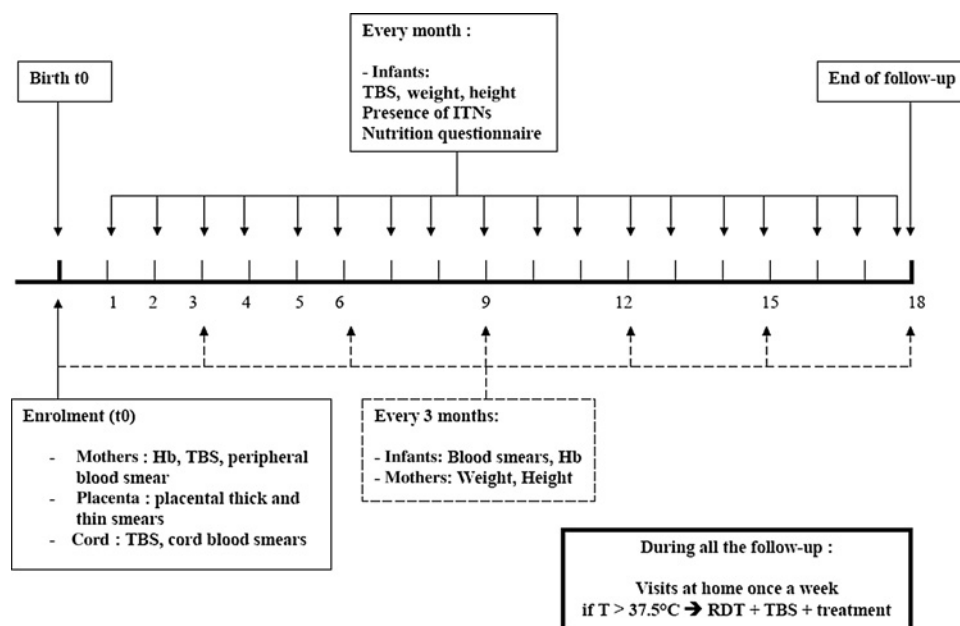 Every month :
- Infants:
TBS, weight, height
Presence of ITNs
Nutrition questionnaire
Birth t0
End of follow-up
1 2 3 4 5 6 9 12 15 18
Enrolment (t0)
- Mothers : Hb, TBS, peripheral
blood smear
- Placenta : placental thick and
thin smears
- Cord : TBS, cord blood smears
Every 3 months:
- Infants: Blood smears, Hb
- Mothers: Weight, Height
During all the follow-up :
Visits at home once a week
if T > 37.5°C ➔ RDT + TBS + treatment